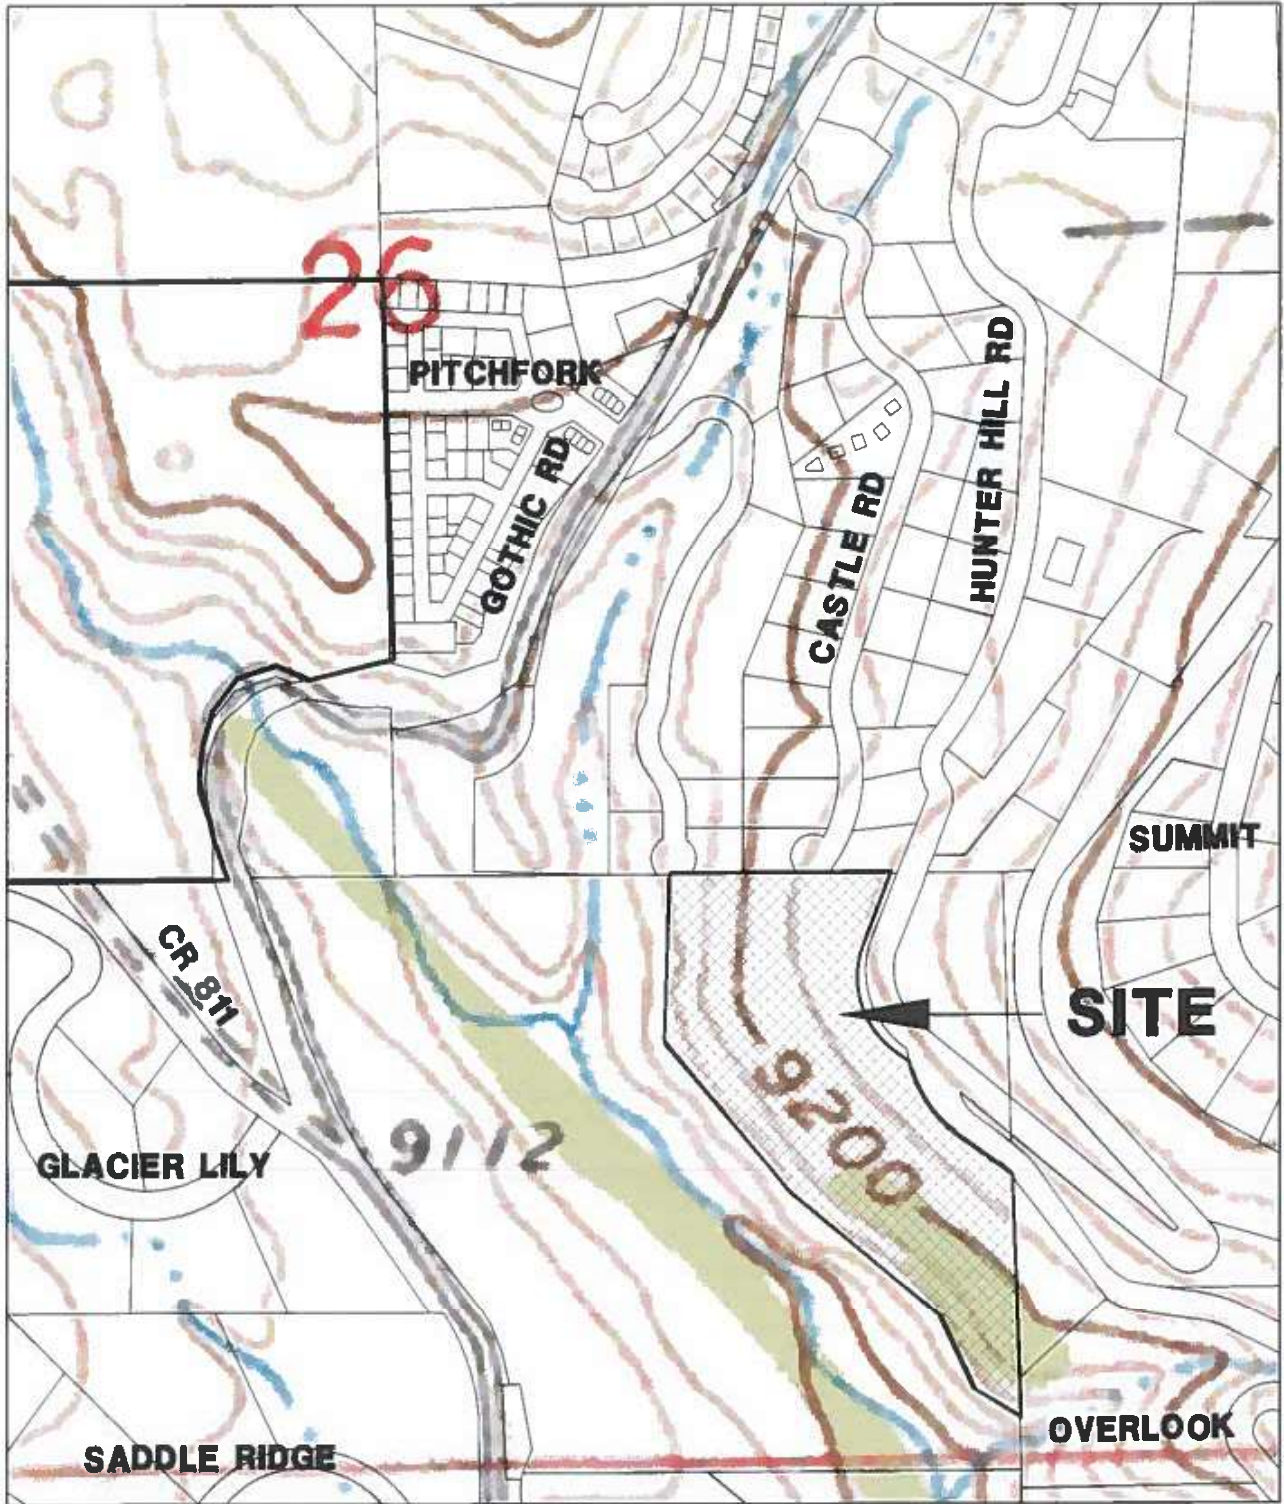 26
PITCHFORK
GOTHIC RD
CASTLE RD
HUNTER HILL RD
SUMMIT
CR 811
SITE
9200
9112
GLACIER LILY
OVERLOOK
SADDLE RIDGE